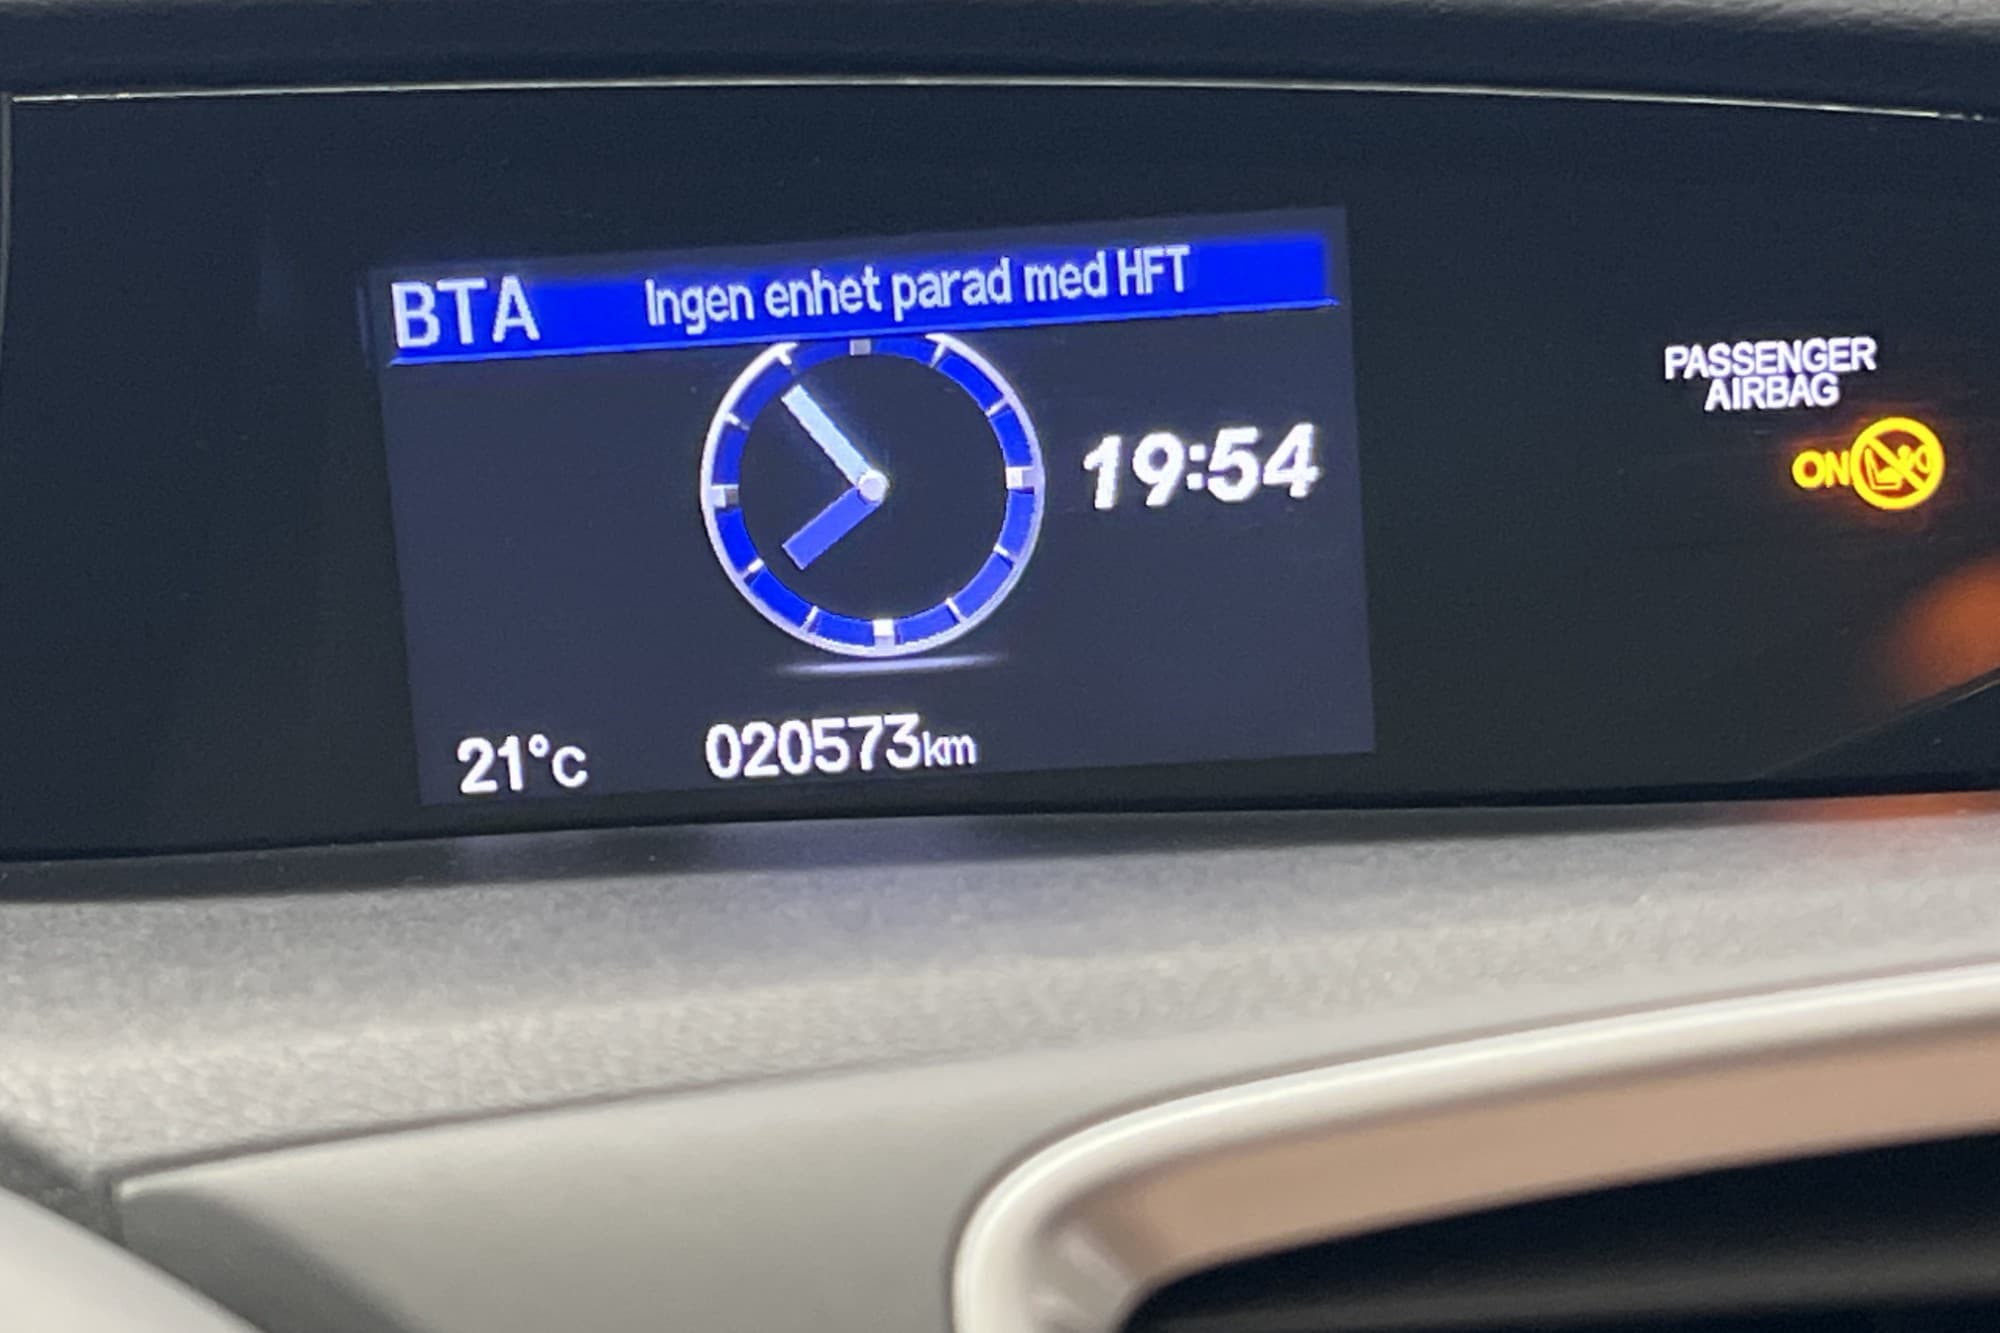 BTA Ingen enhet parad med HFT
19:54
PASSENGER
AIRBAG
ON
21°c 020573km